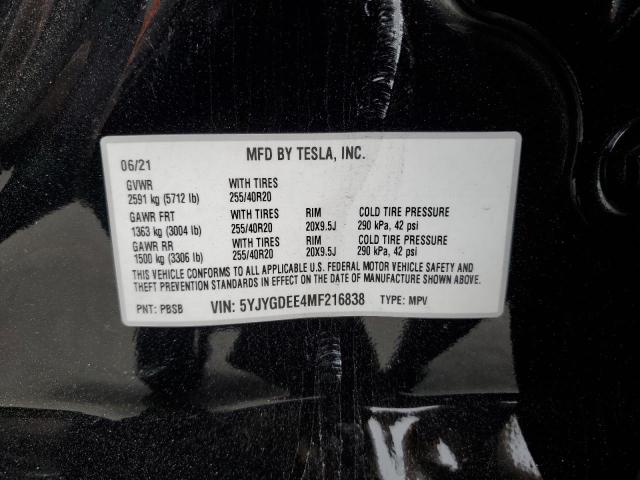 06/21 MFD BY TESLA, INC.
GVWR WITH TIRES
2591 kg (5712 lb) 255/40R20
GAWR FRT WITH TIRES RIM COLD TIRE PRESSURE
1363 kg (3004 lb) 255/40R20 20X9.5J 290 kPa, 42 psi
GAWR RR WITH TIRES RIM COLD TIRE PRESSURE
1500 kg (3306 lb) 255/40R20 20X9.5J 290 kPa, 42 psi
THIS VEHICLE CONFORMS TO ALL APPLICABLE U.S. FEDERAL MOTOR VEHICLE SAFETY AND
THEFT PREVENTION STANDARDS IN EFFECT ON THE DATE OF MANUFACTURE SHOWN ABOVE.
PNT: PBSB VIN: 5YJYGDEE4MF216838 TYPE: MPV